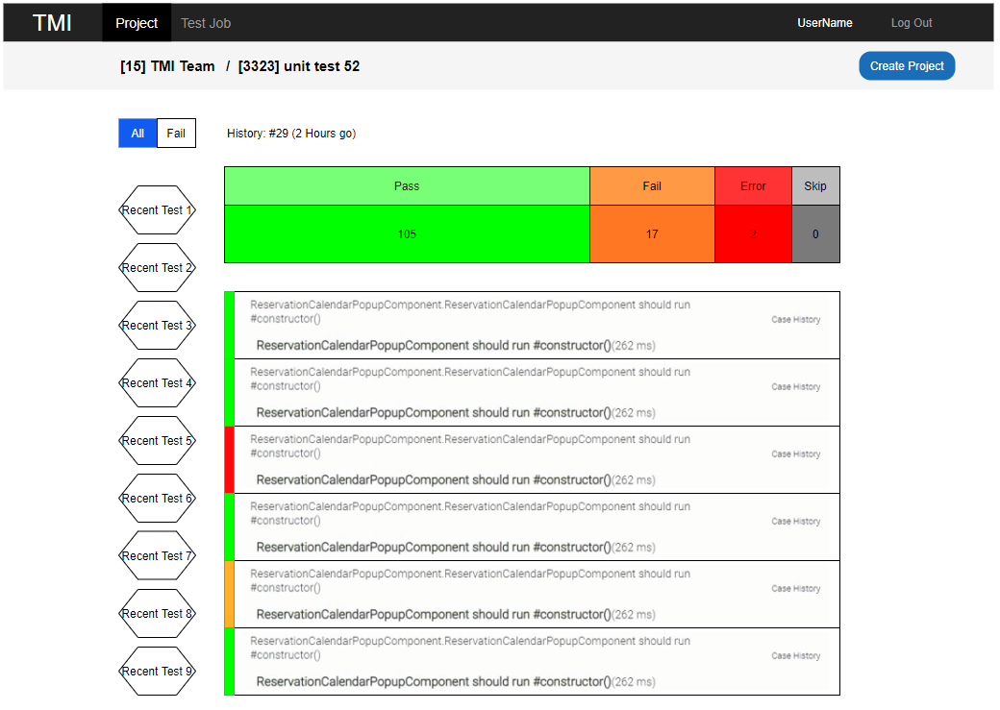 TMI Project Test Job UserName Log Out
[15] TMI Team / [3323] unit test 52 Create Project
All Fail History: #29 (2 Hours go)
Pass Fail Error Skip
105 17 2 0
Recent Test 1
Recent Test 2
Recent Test 3
Recent Test 4
Recent Test 5
Recent Test 6
Recent Test 7
Recent Test 8
Recent Test 9
ReservationCalendarPopupComponent.ReservationCalendarPopupComponent should run
#constructor()
Case History
ReservationCalendarPopupComponent should run #constructor()(262 ms)
ReservationCalendarPopupComponent.ReservationCalendarPopupComponent should run
#constructor()
Case History
ReservationCalendarPopupComponent should run #constructor()(262 ms)
ReservationCalendarPopupComponent.ReservationCalendarPopupComponent should run
#constructor()
Case History
ReservationCalendarPopupComponent should run #constructor()(262 ms)
ReservationCalendarPopupComponent.ReservationCalendarPopupComponent should run
#constructor()
Case History
ReservationCalendarPopupComponent should run #constructor()(262 ms)
ReservationCalendarPopupComponent.ReservationCalendarPopupComponent should run
#constructor()
Case History
ReservationCalendarPopupComponent should run #constructor()(262 ms)
ReservationCalendarPopupComponent.ReservationCalendarPopupComponent should run
#constructor()
Case History
ReservationCalendarPopupComponent should run #constructor()(262 ms)